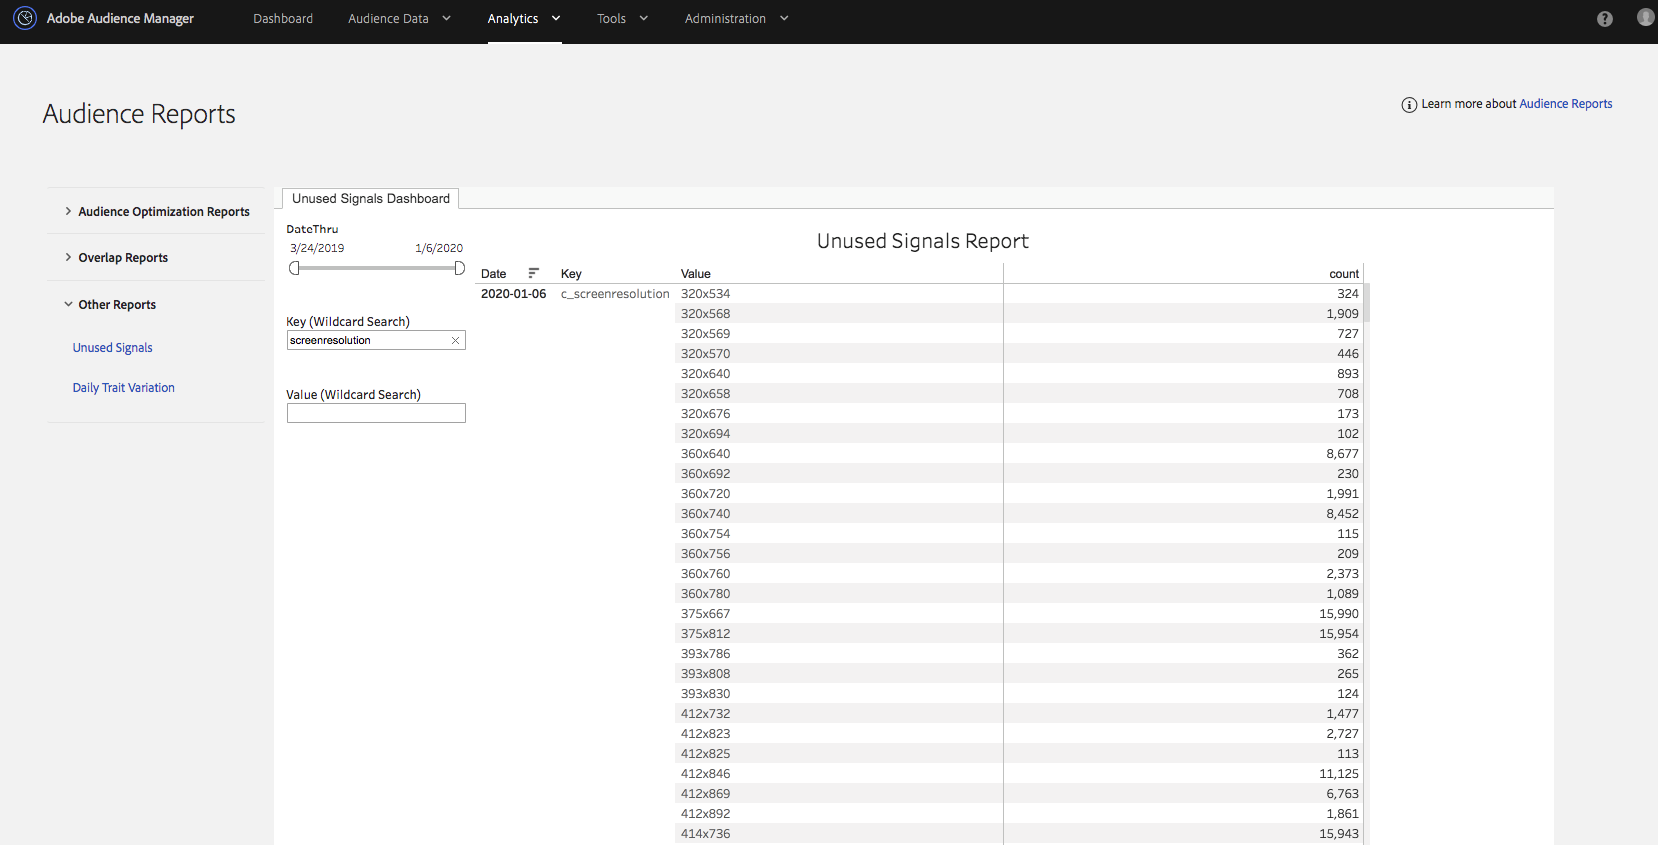 Adobe Audience Manager Dashboard Audience Data Analytics Tools Administration
Audience Reports
Learn more about Audience Reports
Audience Optimization Reports
Overlap Reports
Other Reports
Unused Signals
Daily Trait Variation
Unused Signals Dashboard
DateThru
3/24/2019 1/6/2020
Key (Wildcard Search)
screenresolution
Value (Wildcard Search)
Unused Signals Report
Date Key Value count
2020-01-06 c_screenresolution 320x534 324
320x568 1,909
320x569 727
320x570 446
320x640 893
320x658 708
320x676 173
320x694 102
360x640 8,677
360x692 230
360x720 1,991
360x740 8,452
360x754 115
360x756 209
360x760 2,373
360x780 1,089
375x667 15,990
375x812 15,954
393x786 362
393x808 265
393x830 124
412x732 1,477
412x823 2,727
412x825 113
412x846 11,125
412x869 6,763
412x892 1,861
414x736 15,943